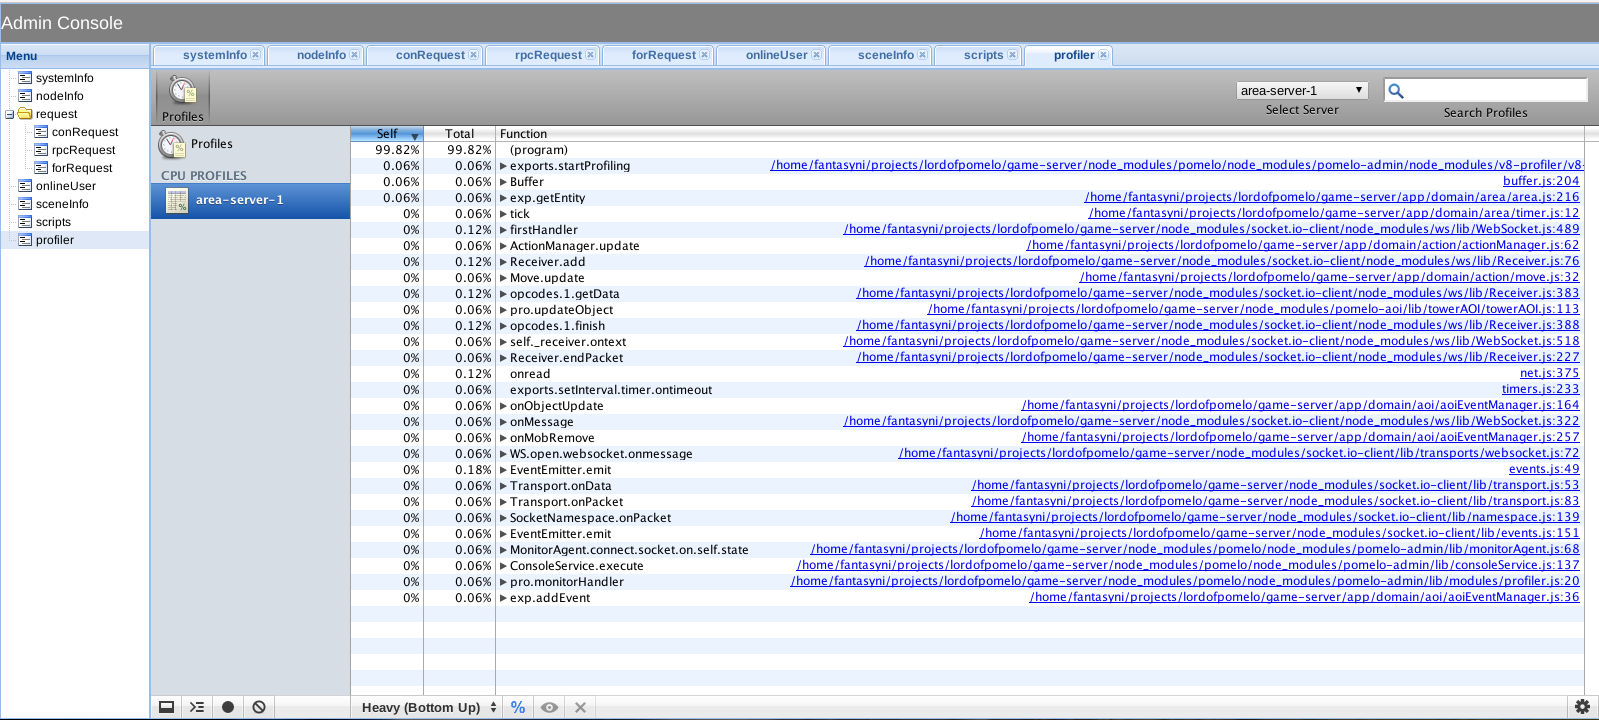 Admin Console
Menu
systemInfo
nodeInfo
request
conRequest
rpcRequest
forRequest
onlineUser
sceneInfo
scripts
profiler
systemInfo nodeInfo conRequest rpcRequest forRequest onlineUser sceneInfo scripts profiler
Profiles
area-server-1
Select Server
Search Profiles
Profiles
CPU PROFILES
area-server-1
Self Total Function
99.82% 99.82% (program)
0.06% 0.06% exports.startProfiling /home/fantasyni/projects/lordofpomelo/game-server/node_modules/pomelo/node_modules/pomelo-admin/node_modules/v8-profiler/v8-
0.06% 0.06% Buffer buffer.js:204
0.06% 0.06% exp.getEntity /home/fantasyni/projects/lordofpomelo/game-server/app/domain/area/area.js:216
0% 0.06% tick /home/fantasyni/projects/lordofpomelo/game-server/app/domain/area/timer.js:12
0% 0.12% firstHandler /home/fantasyni/projects/lordofpomelo/game-server/node_modules/socket.io-client/node_modules/ws/lib/WebSocket.js:489
0% 0.06% ActionManager.update /home/fantasyni/projects/lordofpomelo/game-server/app/domain/action/actionManager.js:62
0% 0.12% Receiver.add /home/fantasyni/projects/lordofpomelo/game-server/node_modules/socket.io-client/node_modules/ws/lib/Receiver.js:76
0% 0.06% Move.update /home/fantasyni/projects/lordofpomelo/game-server/app/domain/action/move.js:32
0% 0.12% opcodes.1.getData /home/fantasyni/projects/lordofpomelo/game-server/node_modules/socket.io-client/node_modules/ws/lib/Receiver.js:383
0% 0.06% pro.updateObject /home/fantasyni/projects/lordofpomelo/game-server/node_modules/pomelo-aoi/lib/towerAOI/towerAOI.js:113
0% 0.12% opcodes.1.finish /home/fantasyni/projects/lordofpomelo/game-server/node_modules/socket.io-client/node_modules/ws/lib/Receiver.js:388
0% 0.06% self._receiver.ontext /home/fantasyni/projects/lordofpomelo/game-server/node_modules/socket.io-client/node_modules/ws/lib/WebSocket.js:518
0% 0.06% Receiver.endPacket /home/fantasyni/projects/lordofpomelo/game-server/node_modules/socket.io-client/node_modules/ws/lib/Receiver.js:227
0% 0.12% onread net.js:375
0% 0.06% exports.setInterval.timer.ontimeout timers.js:233
0% 0.06% onObjectUpdate /home/fantasyni/projects/lordofpomelo/game-server/app/domain/aoi/aoiEventManager.js:164
0% 0.06% onMessage /home/fantasyni/projects/lordofpomelo/game-server/node_modules/socket.io-client/node_modules/ws/lib/WebSocket.js:322
0% 0.06% onMobRemove /home/fantasyni/projects/lordofpomelo/game-server/app/domain/aoi/aoiEventManager.js:257
0% 0.06% WS.open.websocket.onmessage /home/fantasyni/projects/lordofpomelo/game-server/node_modules/socket.io-client/lib/transports/websocket.js:72
0% 0.18% EventEmitter.emit events.js:49
0% 0.06% Transport.onData /home/fantasyni/projects/lordofpomelo/game-server/node_modules/socket.io-client/lib/transport.js:53
0% 0.06% Transport.onPacket /home/fantasyni/projects/lordofpomelo/game-server/node_modules/socket.io-client/lib/transport.js:83
0% 0.06% SocketNamespace.onPacket /home/fantasyni/projects/lordofpomelo/game-server/node_modules/socket.io-client/lib/namespace.js:139
0% 0.06% EventEmitter.emit /home/fantasyni/projects/lordofpomelo/game-server/node_modules/socket.io-client/lib/events.js:151
0% 0.06% MonitorAgent.connect.socket.on.self.state /home/fantasyni/projects/lordofpomelo/game-server/node_modules/pomelo/node_modules/pomelo-admin/lib/monitorAgent.js:68
0% 0.06% ConsoleService.execute /home/fantasyni/projects/lordofpomelo/game-server/node_modules/pomelo/node_modules/pomelo-admin/lib/consoleService.js:137
0% 0.06% pro.monitorHandler /home/fantasyni/projects/lordofpomelo/game-server/node_modules/pomelo/node_modules/pomelo-admin/lib/modules/profiler.js:20
0% 0.06% exp.addEvent /home/fantasyni/projects/lordofpomelo/game-server/app/domain/aoi/aoiEventManager.js:36
Heavy (Bottom Up) %